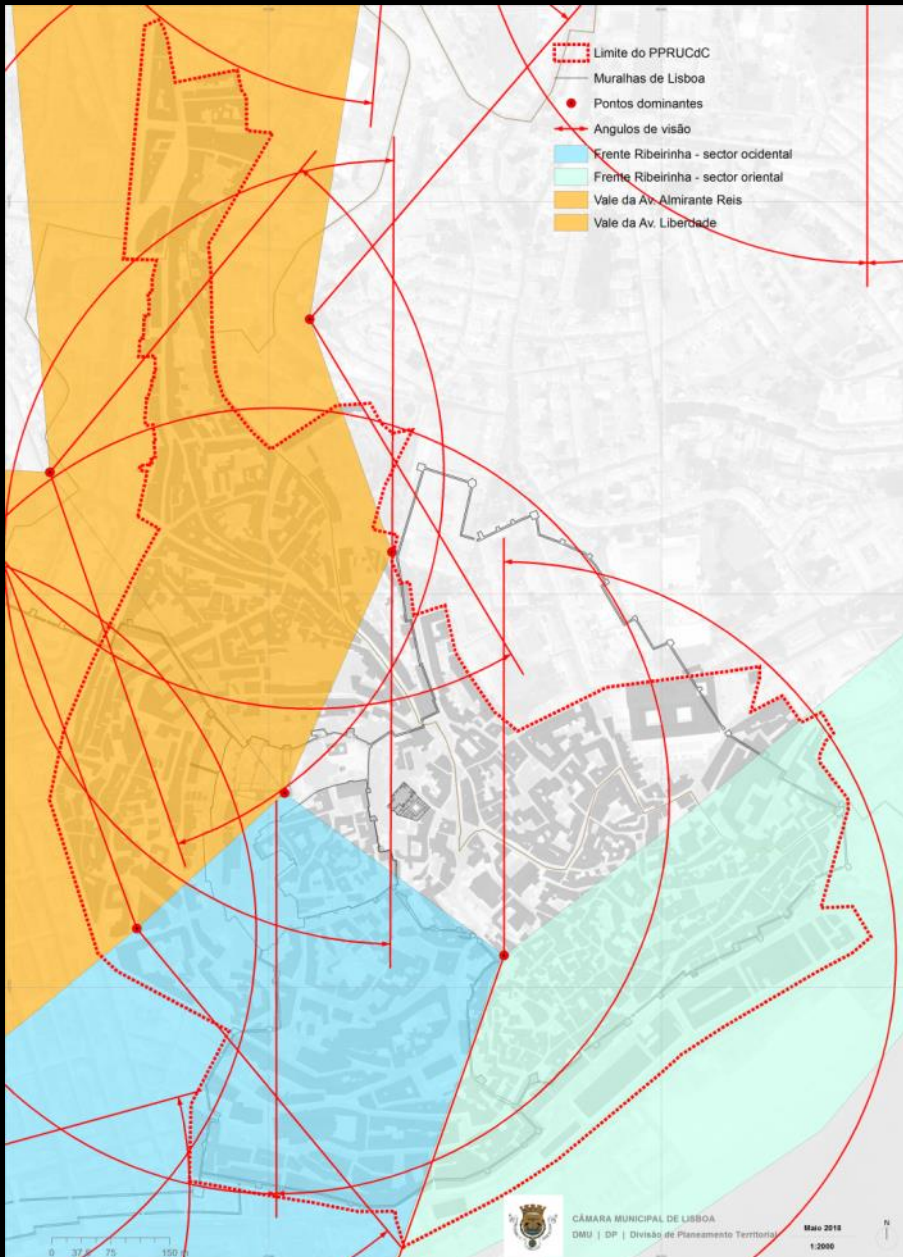 Limite do PPRUCdC
Muralhas de Lisboa
Pontos dominantes
Angulos de visão
Frente Ribeirinha - sector ocidental
Frente Ribeirinha - sector oriental
Vale da Av. Almirante Reis
Vale da Av. Liberdade
CÂMARA MUNICIPAL DE LISBOA
DMU | DP | Divisão de Planeamento Territorial
Maio 2018
1:2000
N
0 37,5 75 150 m